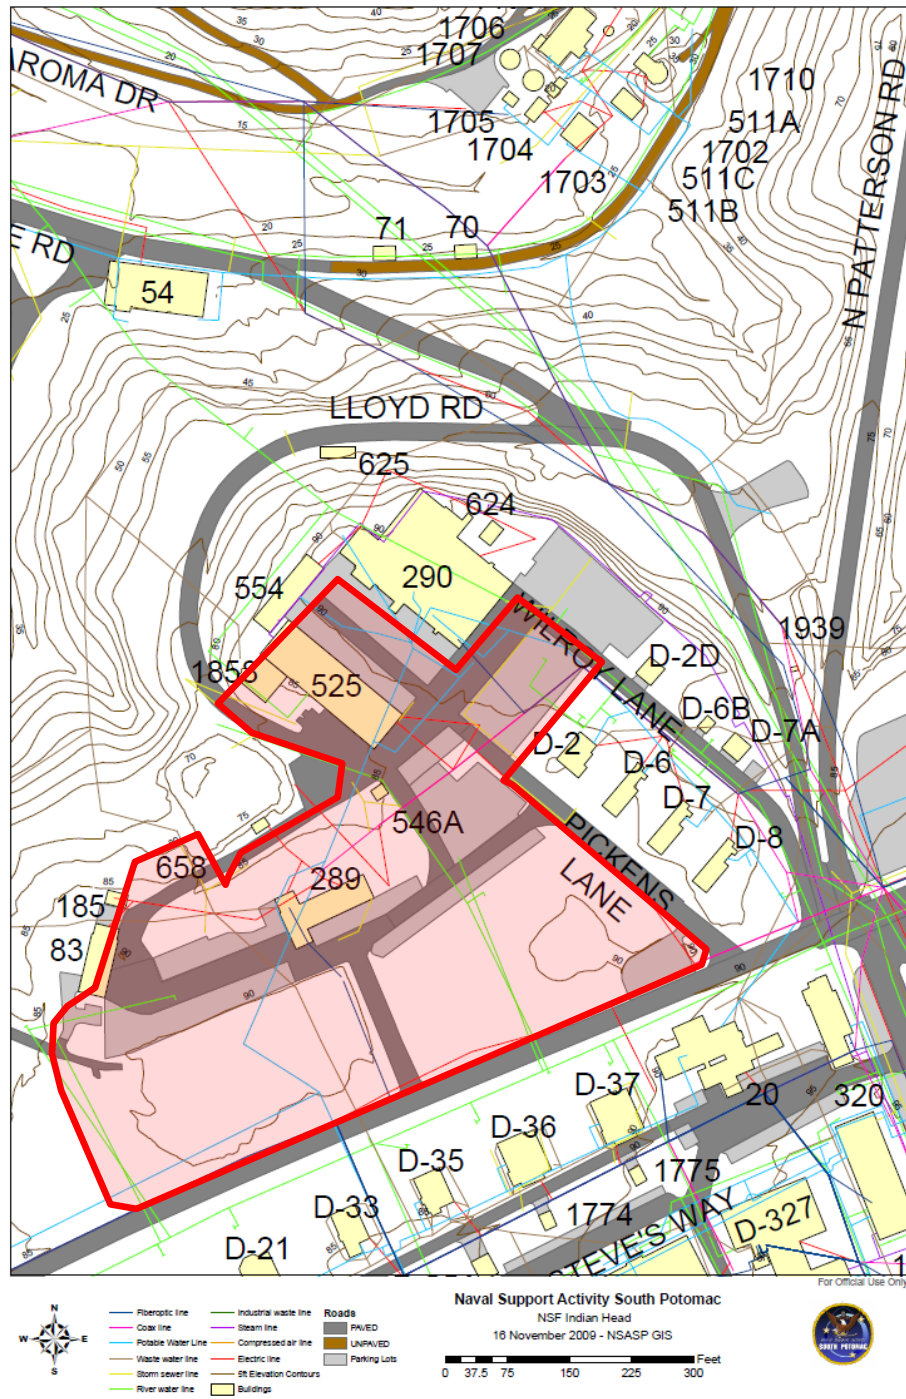 1706
1707
AROMA DR
1710
1705
511A
1704
1702
1703
511C
511B
N PATTERSON RD
71
70
E RD
54
LLOYD RD
625
624
290
554
WILROY LANE
1939
1858
525
D-2D
D-6B
D-2
D-7A
D-6
D-7
546A
PICKENS
LANE
D-8
658
289
185
83
D-37
20
320
D-36
D-35
1775
D-33
1774
STEVE'S WAY
D-327
D-21
For Official Use Only
Naval Support Activity South Potomac
NSF Indian Head
16 November 2009 - NSASP GIS
N
W E
S
Fiberoptic line
Coax line
Potable Water Line
Waste water line
Storm sewer line
River water line
Industrial waste line
Steam line
Compressed air line
Electric line
5ft Elevation Contours
Buildings
Roads
PAVED
UNPAVED
Parking Lots
Feet
0 37.5 75 150 225 300
SOUTH POTOMAC